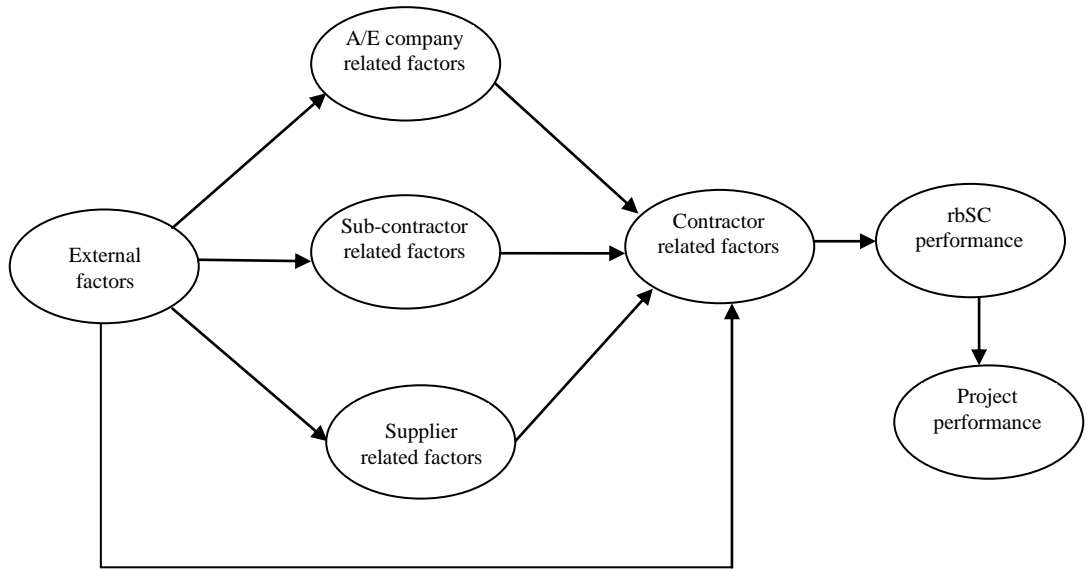 A/E company
related factors
Sub-contractor
related factors
External
factors
Supplier
related factors
Contractor
related factors
rbSC
performance
Project
performance